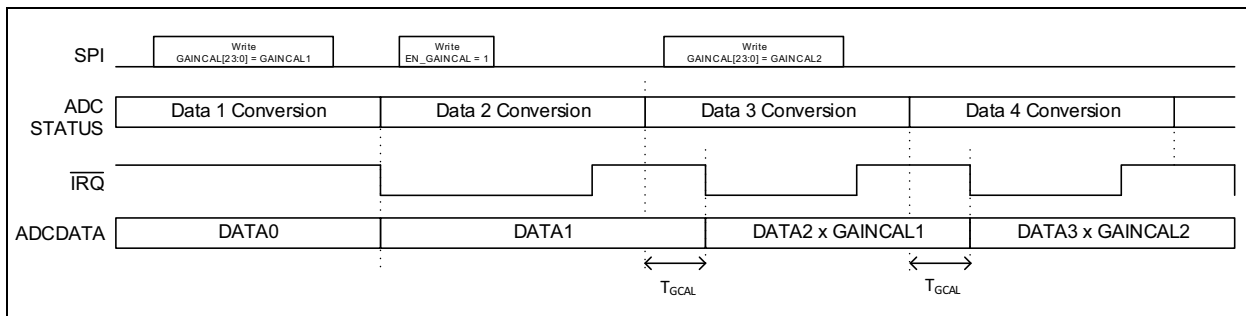 SPI
Write
GAINCAL[23:0] = GAINCAL1
Write
EN_GAINCAL = 1
Write
GAINCAL[23:0] = GAINCAL2
ADC
STATUS
Data 1 Conversion
Data 2 Conversion
Data 3 Conversion
Data 4 Conversion
IRQ
ADCDATA
DATA0
DATA1
DATA2 x GAINCAL1
DATA3 x GAINCAL2
TGCAL
TGCAL